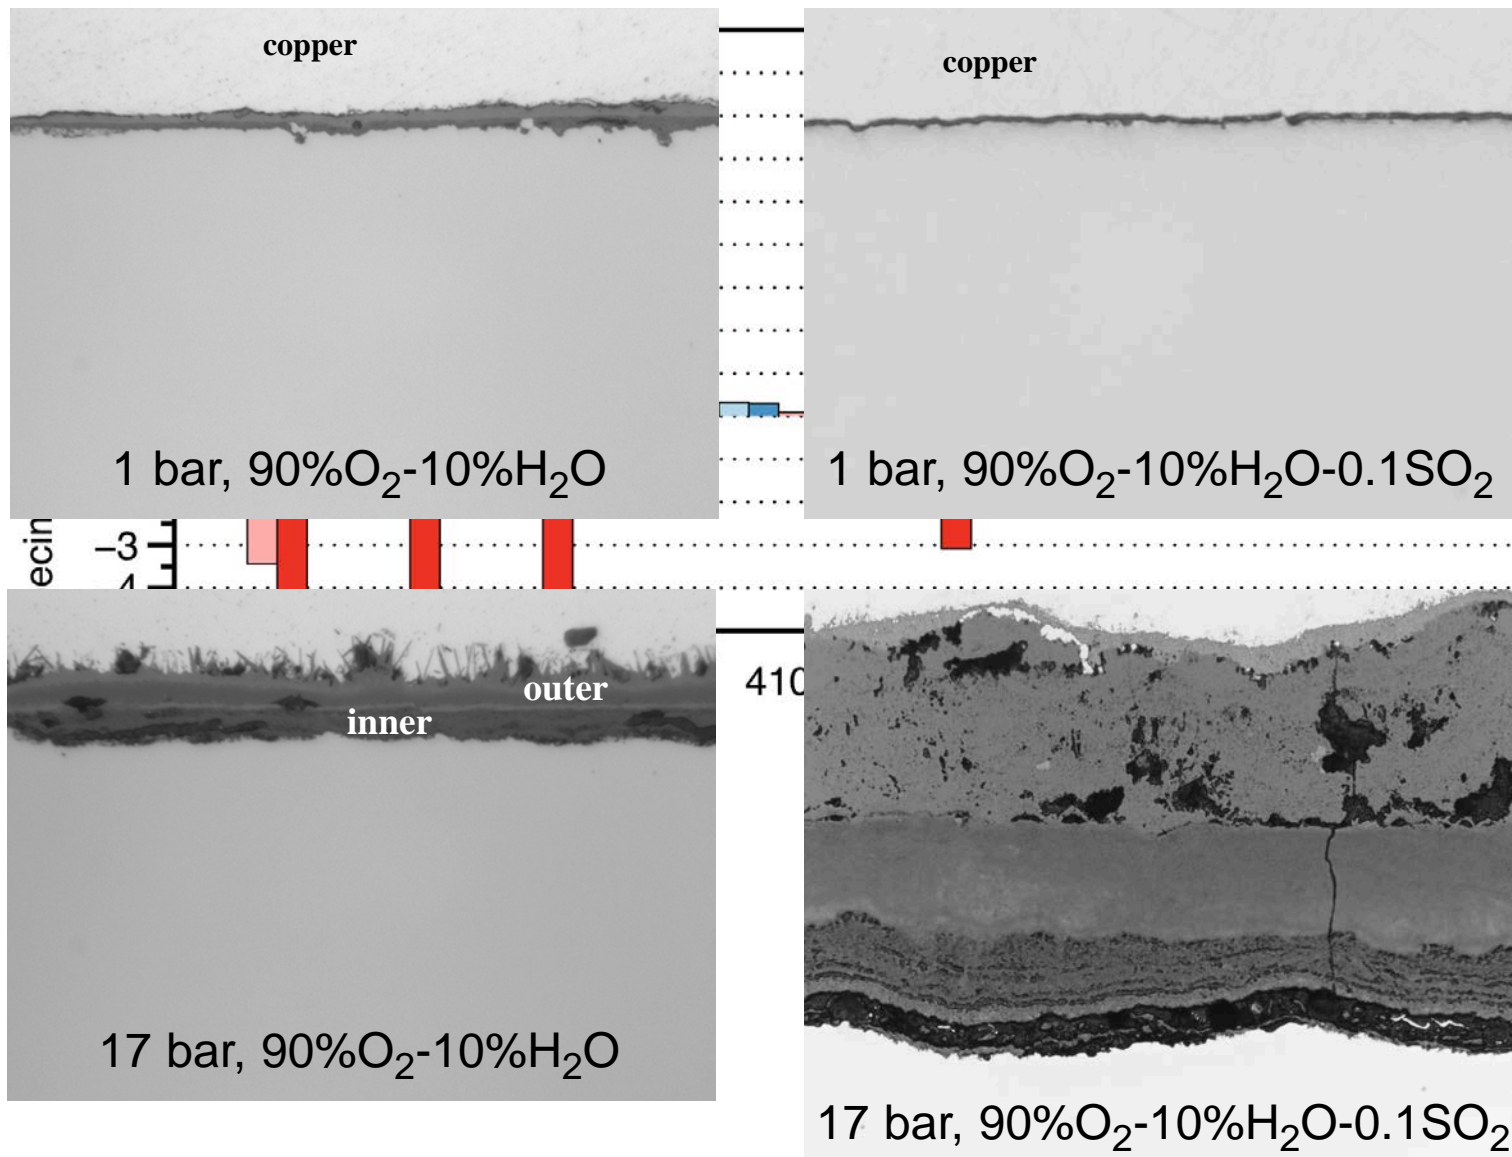 copper
copper
1 bar, 90%O₂-10%H₂O
1 bar, 90%O₂-10%H₂O-0.1SO₂
ecin
−3
outer
inner
410
17 bar, 90%O₂-10%H₂O
17 bar, 90%O₂-10%H₂O-0.1SO₂